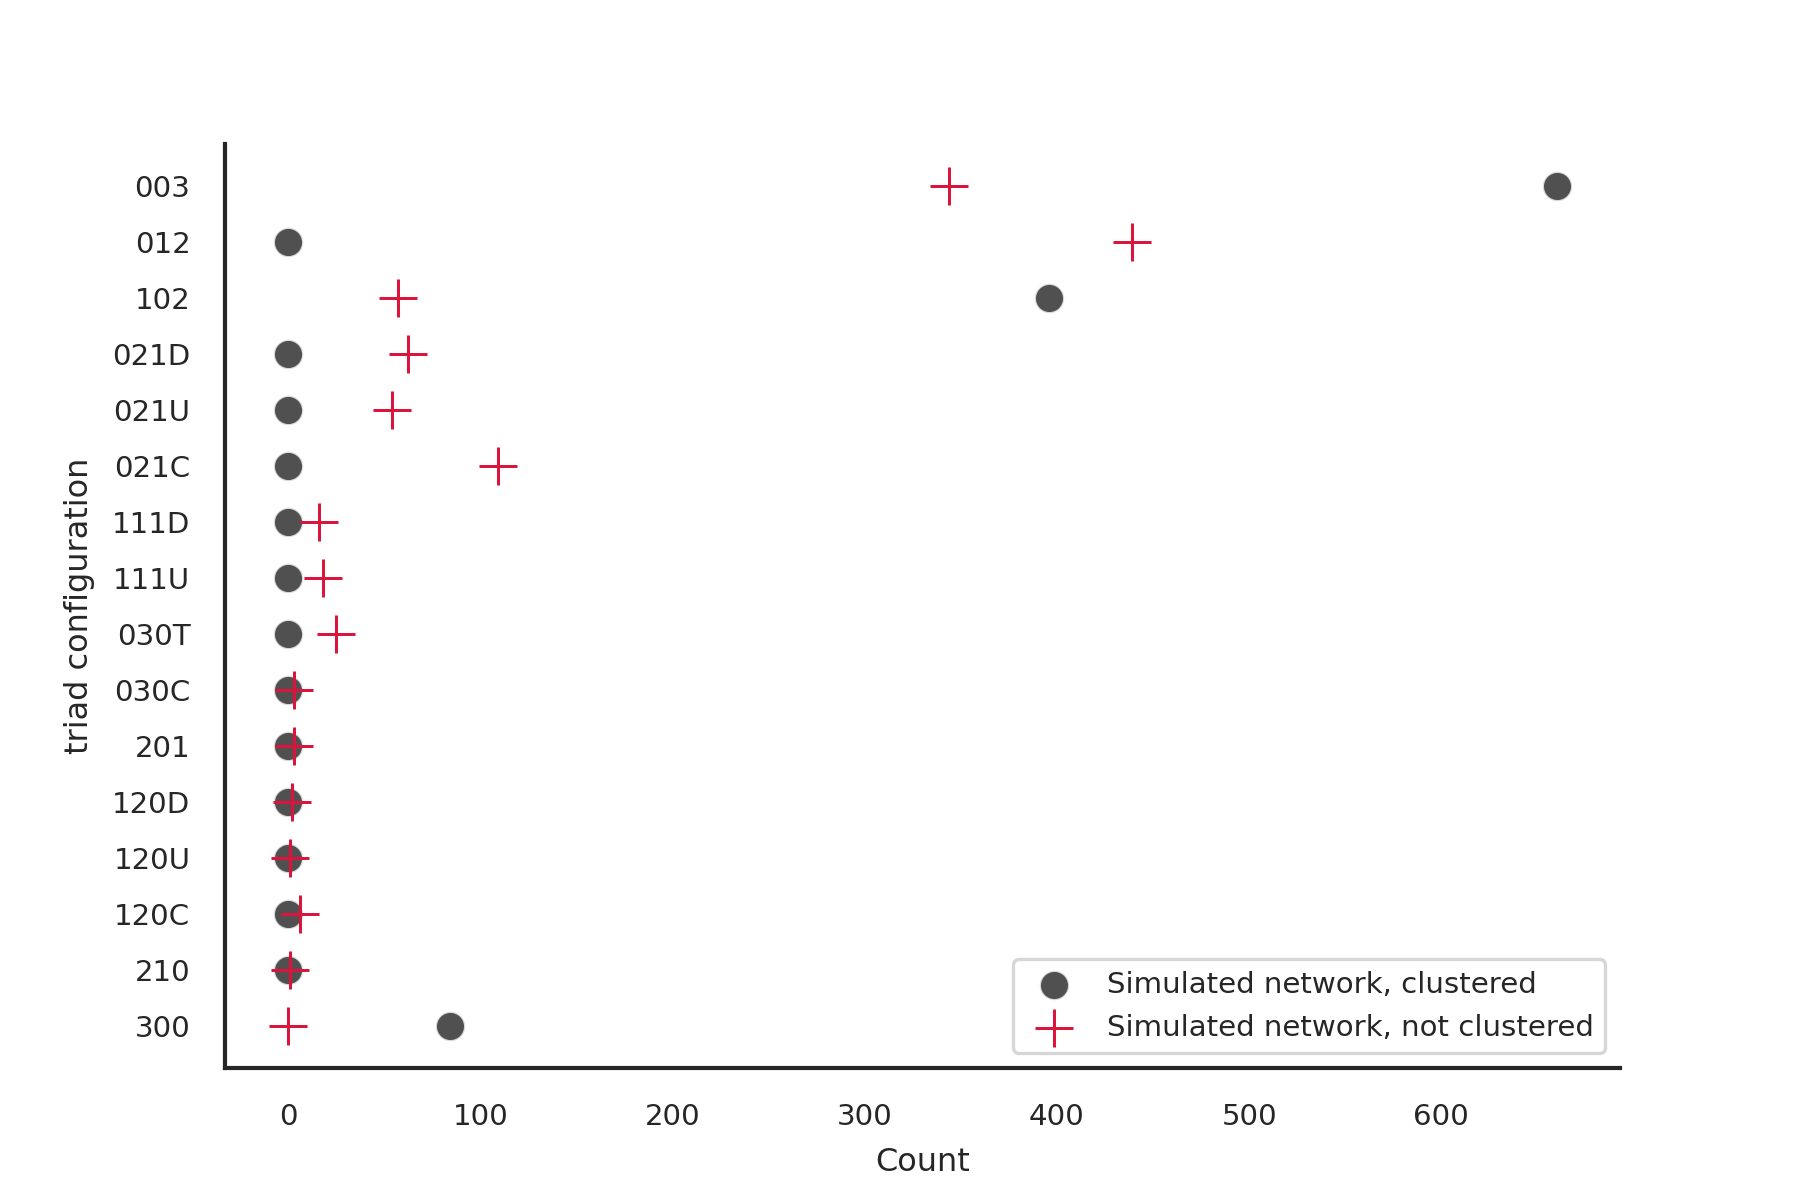 003
012
102
021D
021U
021C
111D
111U
030T
030C
201
120D
120U
120C
210
300
triad configuration
Simulated network, clustered
Simulated network, not clustered
0 100 200 300 400 500 600
Count